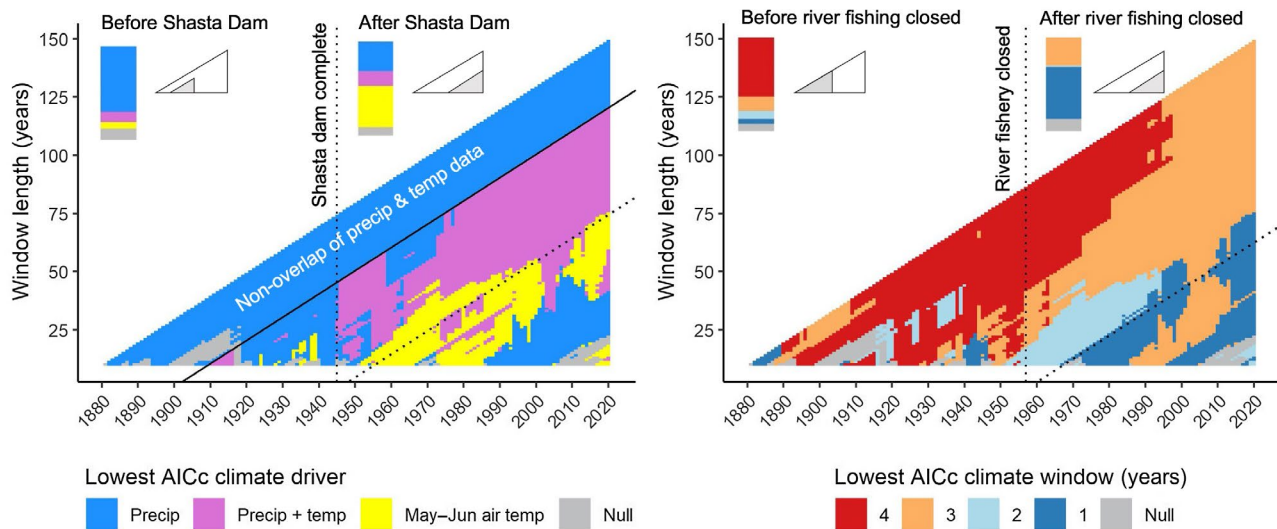 Before Shasta Dam
After Shasta Dam
Window length (years)
150
125
100
75
50
25
Shasta dam complete
Non-overlap of precip & temp data
1880
1890
1900
1910
1920
1930
1940
1950
1960
1970
1980
1990
2000
2010
2020
Lowest AICc climate driver
Precip
Precip + temp
May–Jun air temp
Null
Before river fishing closed
After river fishing closed
Window length (years)
150
125
100
75
50
25
River fishery closed
1880
1890
1900
1910
1920
1930
1940
1950
1960
1970
1980
1990
2000
2010
2020
Lowest AICc climate window (years)
4
3
2
1
Null